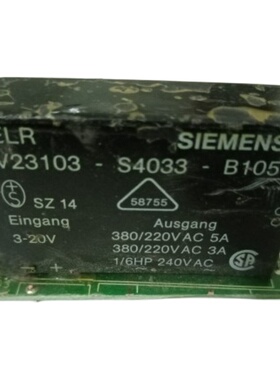 ELR SIEMENS
V23103 - S4033 - B105
S SZ 14 58755
Eingang Ausgang
3-20V 380/220VAC 5A
380/220VAC 3A
1/6HP 240VAC SA
- +